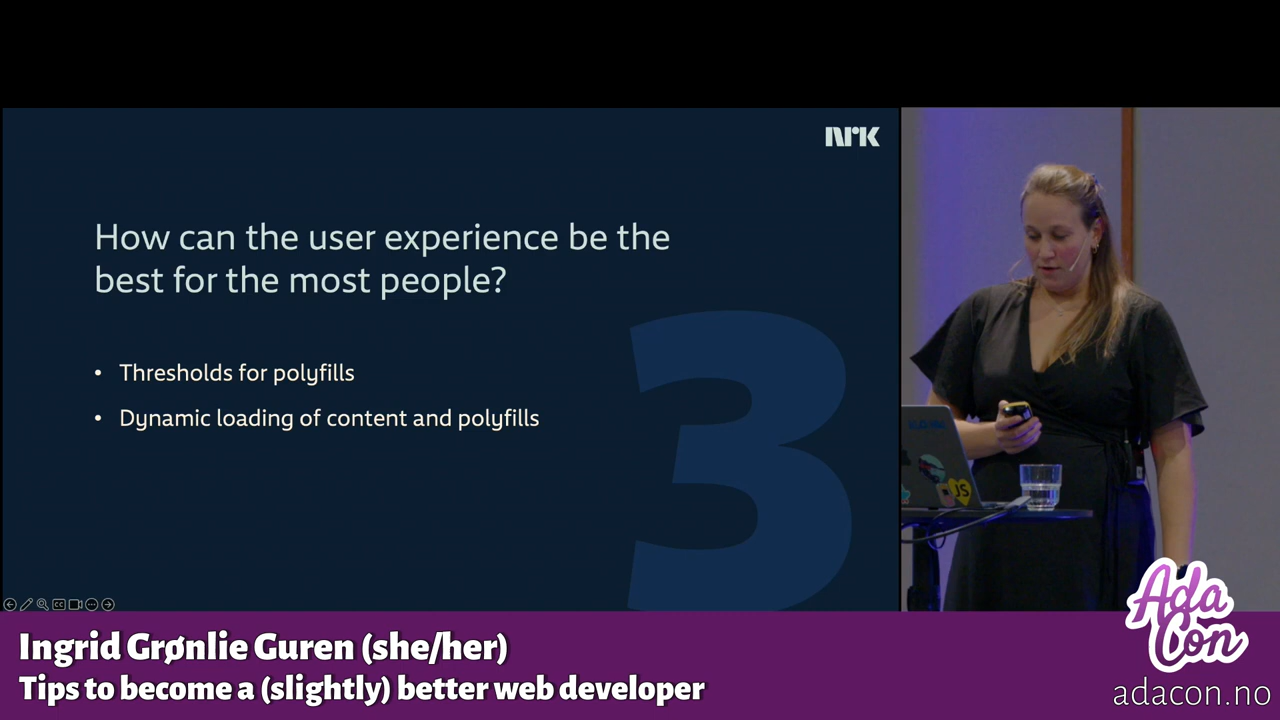 NRK
How can the user experience be the
best for the most people?
• Thresholds for polyfills
• Dynamic loading of content and polyfills
3
JS
Ingrid Grønlie Guren (she/her)
Tips to become a (slightly) better web developer
Ada
Con
adacon.no